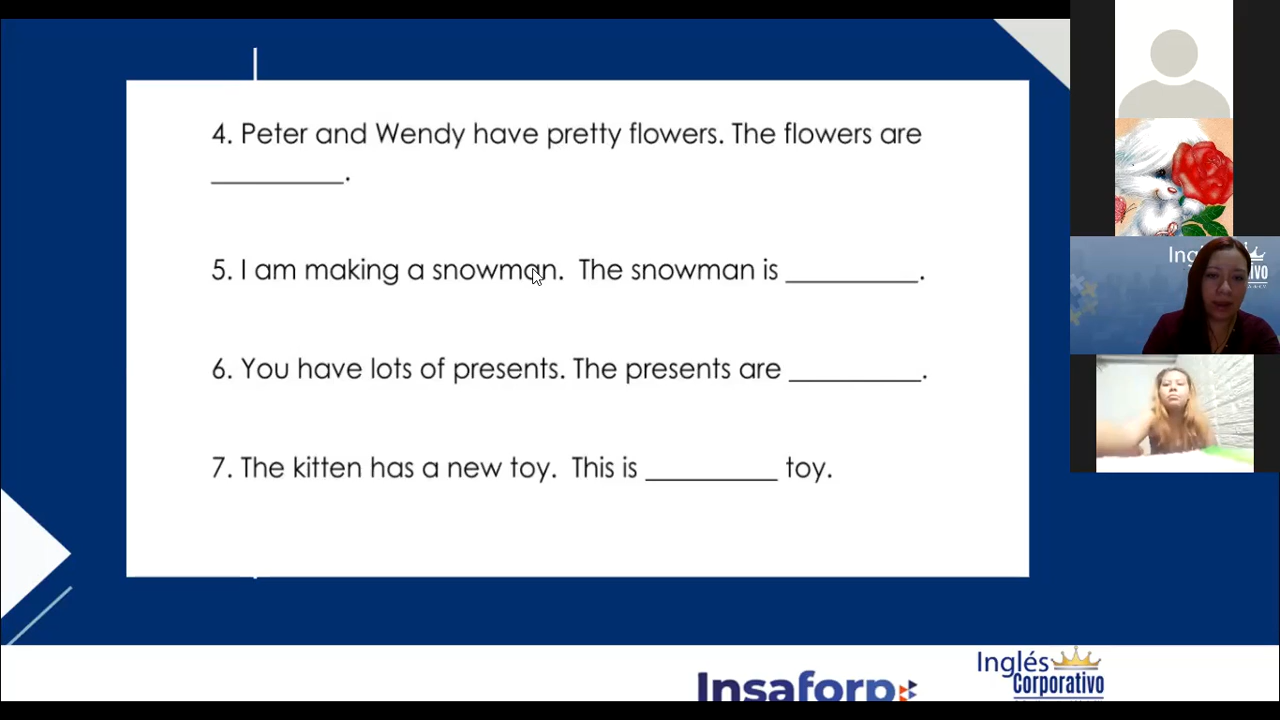 4. Peter and Wendy have pretty flowers. The flowers are
__________.
5. I am making a snowman.  The snowman is __________.
6. You have lots of presents. The presents are __________.
7. The kitten has a new toy.  This is __________ toy.
Insaforp
Inglés
Corporativo